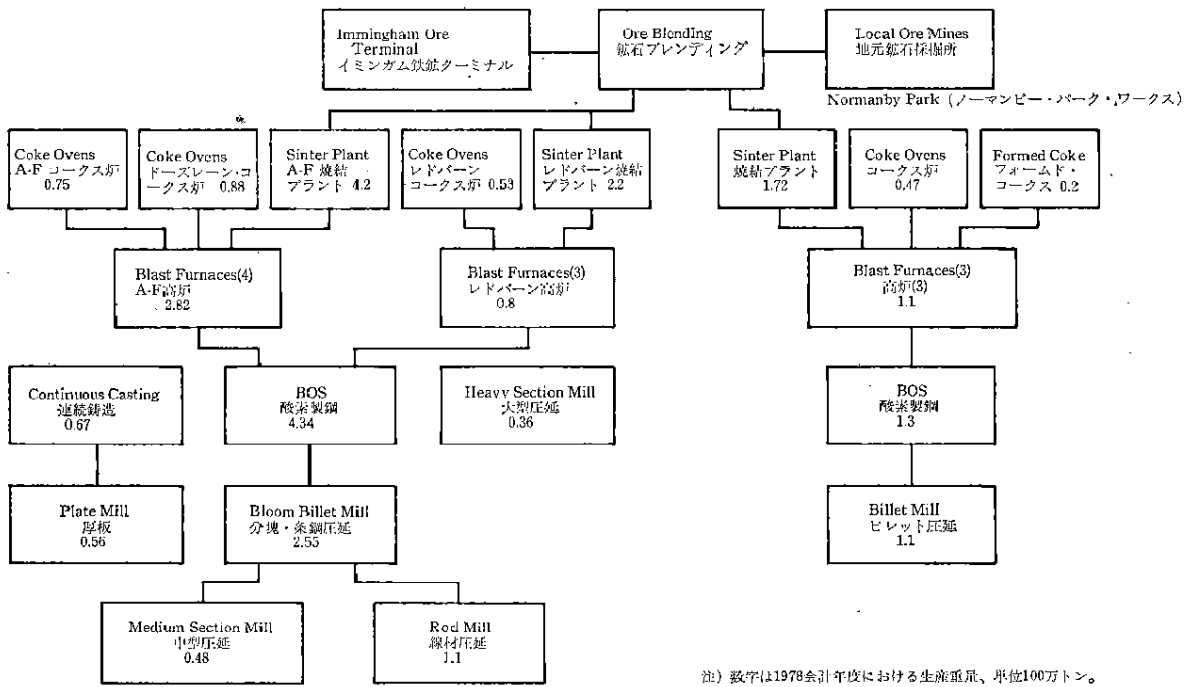 Immingham Ore
Terminal
イミンガム鉄鉱ターミナル
Ore Blending
鉱石ブレンディング
Local Ore Mines
地元鉱石採掘所
Normanby Park (ノーマンビー・パーク・ワークス)
Coke Ovens
A-F コークス炉
0.75
Coke Ovens
ドーズレーン・コ
ークス炉 0.88
Sinter Plant
A-F 焼結
プラント 4.2
Coke Ovens
レドバーン
コークス炉 0.53
Sinter Plant
レドバーン焼結
プラント 2.2
Sinter Plant
焼結プラント
1.72
Coke Ovens
コークス炉
0.47
Formed Coke
フォームド・
コークス 0.2
Blast Furnaces(4)
A-F高炉
2.82
Blast Furnaces(3)
レドバーン高炉
0.8
Blast Furnaces(3)
高炉(3)
1.1
Continuous Casting
連続鋳造
0.67
BOS
酸素製鋼
4.34
Heavy Section Mill
大型圧延
0.36
BOS
酸素製鋼
1.3
Plate Mill
厚板
0.56
Bloom Billet Mill
分塊・条鋼圧延
2.55
Billet Mill
ビレット圧延
1.1
Medium Section Mill
中型圧延
0.48
Rod Mill
線材圧延
1.1
注) 数字は1978会計年度における生産重量、単位100万トン。